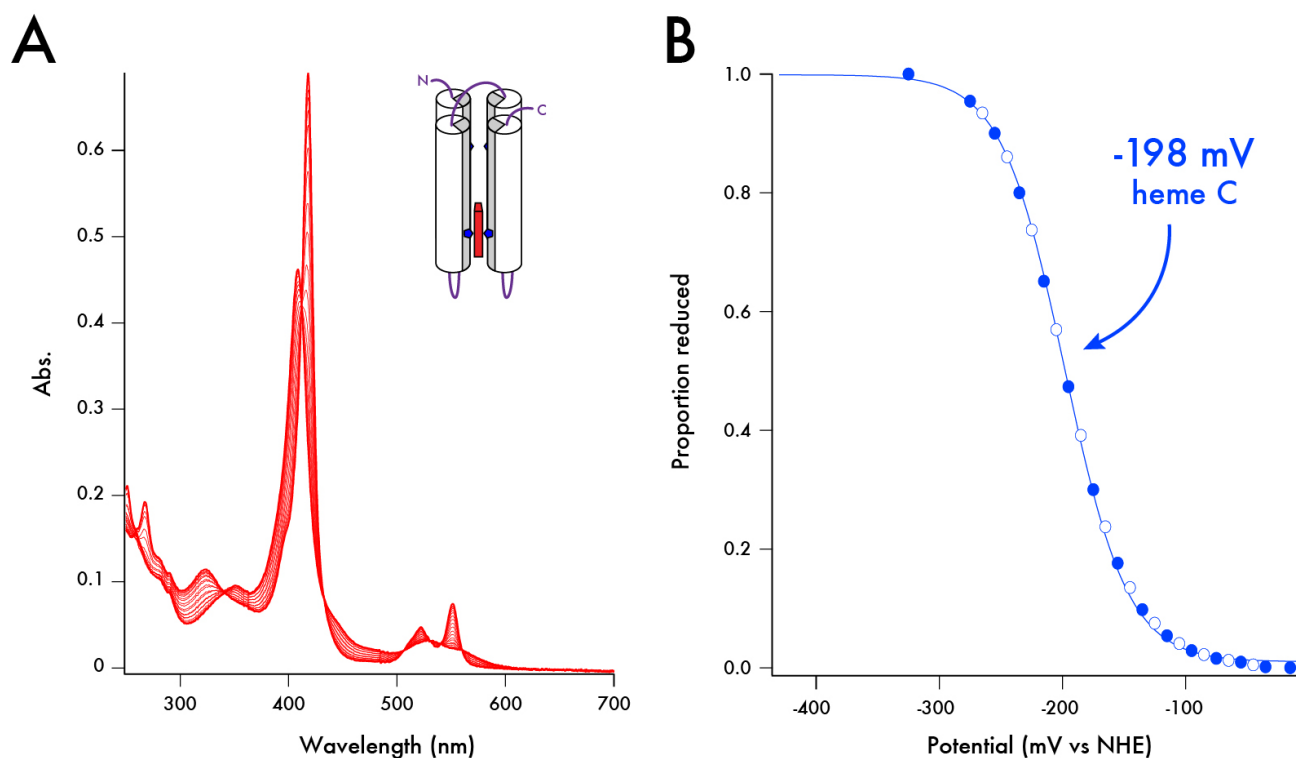 A
B
N
C
0.6
0.5
0.4
0.3
0.2
0.1
0
Abs.
300
400
500
600
700
Wavelength (nm)
1.0
0.8
0.6
0.4
0.2
0.0
Proportion reduced
-198 mV
heme C
-400
-300
-200
-100
Potential (mV vs NHE)